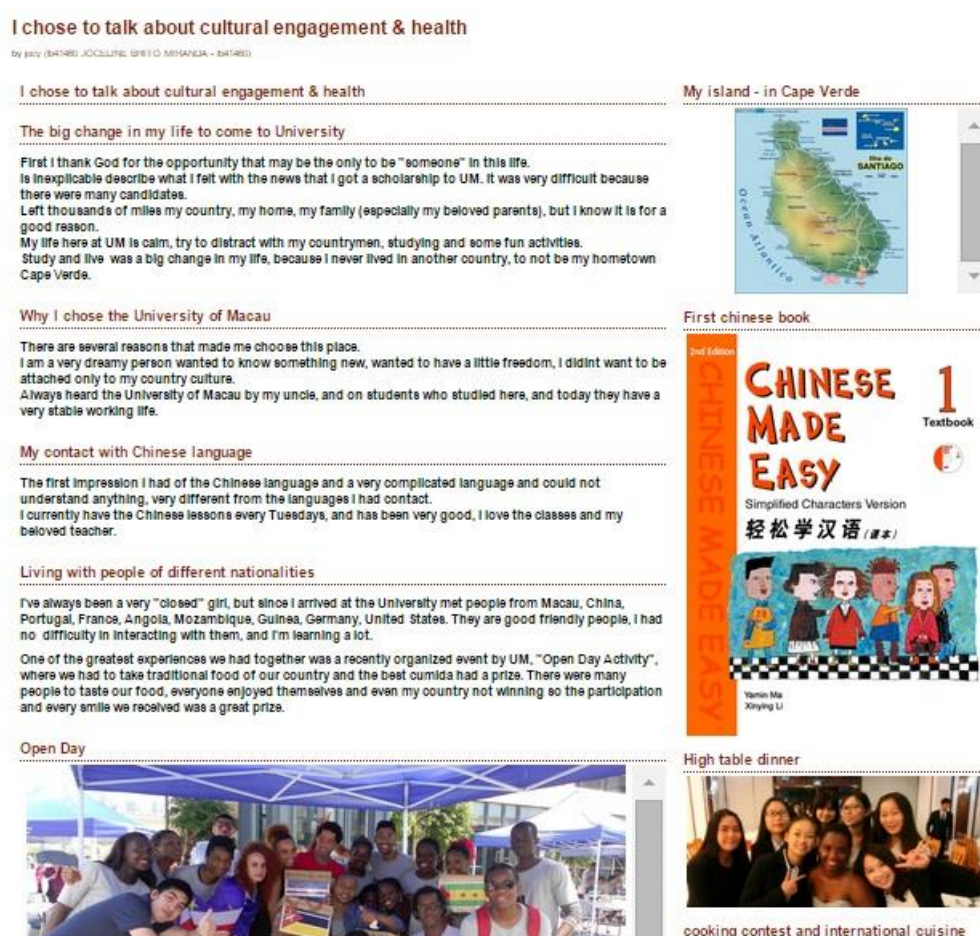 I chose to talk about cultural engagement & health
by jocy (lb41480 JOCELINE BRITO MIRANDA - lb41480)
I chose to talk about cultural engagement & health
The big change in my life to come to University
First I thank God for the opportunity that may be the only to be "someone" in this life.
Is inexplicable describe what I felt with the news that I got a scholarship to UM. It was very difficult because
there were many candidates.
Left thousands of miles my country, my home, my family (especially my beloved parents), but I know it is for a
good reason.
My life here at UM is calm, try to distract with my countrymen, studying and some fun activities.
Study and live was a big change in my life, because I never lived in another country, to not be my hometown
Cape Verde.
Why I chose the University of Macau
There are several reasons that made me choose this place.
I am a very dreamy person wanted to know something new, wanted to have a little freedom, I didint want to be
attached only to my country culture.
Always heard the University of Macau by my uncle, and on students who studied here, and today they have a
very stable working life.
My contact with Chinese language
The first impression I had of the Chinese language and a very complicated language and could not
understand anything, very different from the languages I had contact.
I currently have the Chinese lessons every Tuesdays, and has been very good, I love the classes and my
beloved teacher.
Living with people of different nationalities
I've always been a very "closed" girl, but since I arrived at the University met people from Macau, China,
Portugal, France, Angola, Mozambique, Guinea, Germany, United States. They are good friendly people, I had
no difficulty in interacting with them, and I'm learning a lot.
One of the greatest experiences we had together was a recently organized event by UM, "Open Day Activity",
where we had to take traditional food of our country and the best cumida had a prize. There were many
people to taste our food, everyone enjoyed themselves and even my country not winning so the participation
and every smile we received was a great prize.
Open Day
My island - in Cape Verde
Ilha de
SANTIAGO
Oceano Atlantico
First chinese book
2nd Edition
CHINESE MADE EASY
CHINESE
MADE
EASY
1
Textbook
Simplified Characters Version
轻松学汉语 (课本)
Yamin Ma
Xinying Li
High table dinner
cooking contest and international cuisine